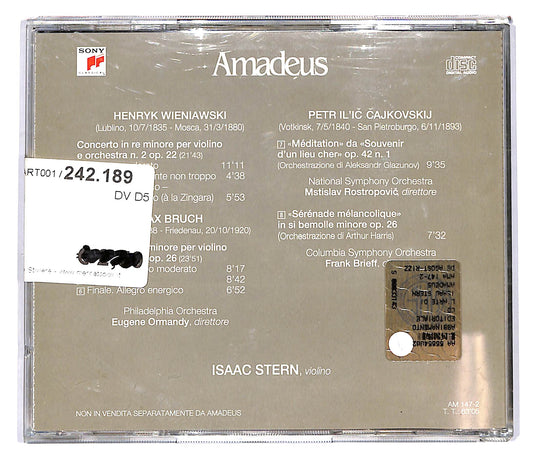 SONY
CLASSICAL
Amadeus
COMPACT
disc
DIGITAL AUDIO
HENRYK WIENIAWSKI
(Lublino, 10/7/1835 - Mosca, 31/3/1880)
Concerto in re minore per violino
e orchestra n. 2 op. 22 (21'43)
11'11
nte non troppo 4'38
(à la Zingara) 5'53
ART001 / 242.189
DV D5
AX BRUCH
8 - Friedenau, 20/10/1920)
minore per violino
op. 26 (23'51)
o moderato 8'17
8'42
6 Finale. Allegro energico 6'52
Philadelphia Orchestra
Eugene Ormandy, direttore
PETR IL'IČ ČAJKOVSKIJ
(Votkinsk, 7/5/1840 - San Pietroburgo, 6/11/1893)
7 «Méditation» da «Souvenir
d'un lieu cher» op. 42 n. 1
(Orchestrazione di Aleksandr Glazunov) 9'35
National Symphony Orchestra
Mstislav Rostropovič, direttore
8 «Sérénade mélancolique»
in si bemolle minore op. 26
(Orchestrazione di Arthur Harris) 7'32
Columbia Symphony Orchestra
Frank Brieff,
ISAAC STERN, violino
NON IN VENDITA SEPARATAMENTE DA AMADEUS
AM 147-2
T. T.: 63'05